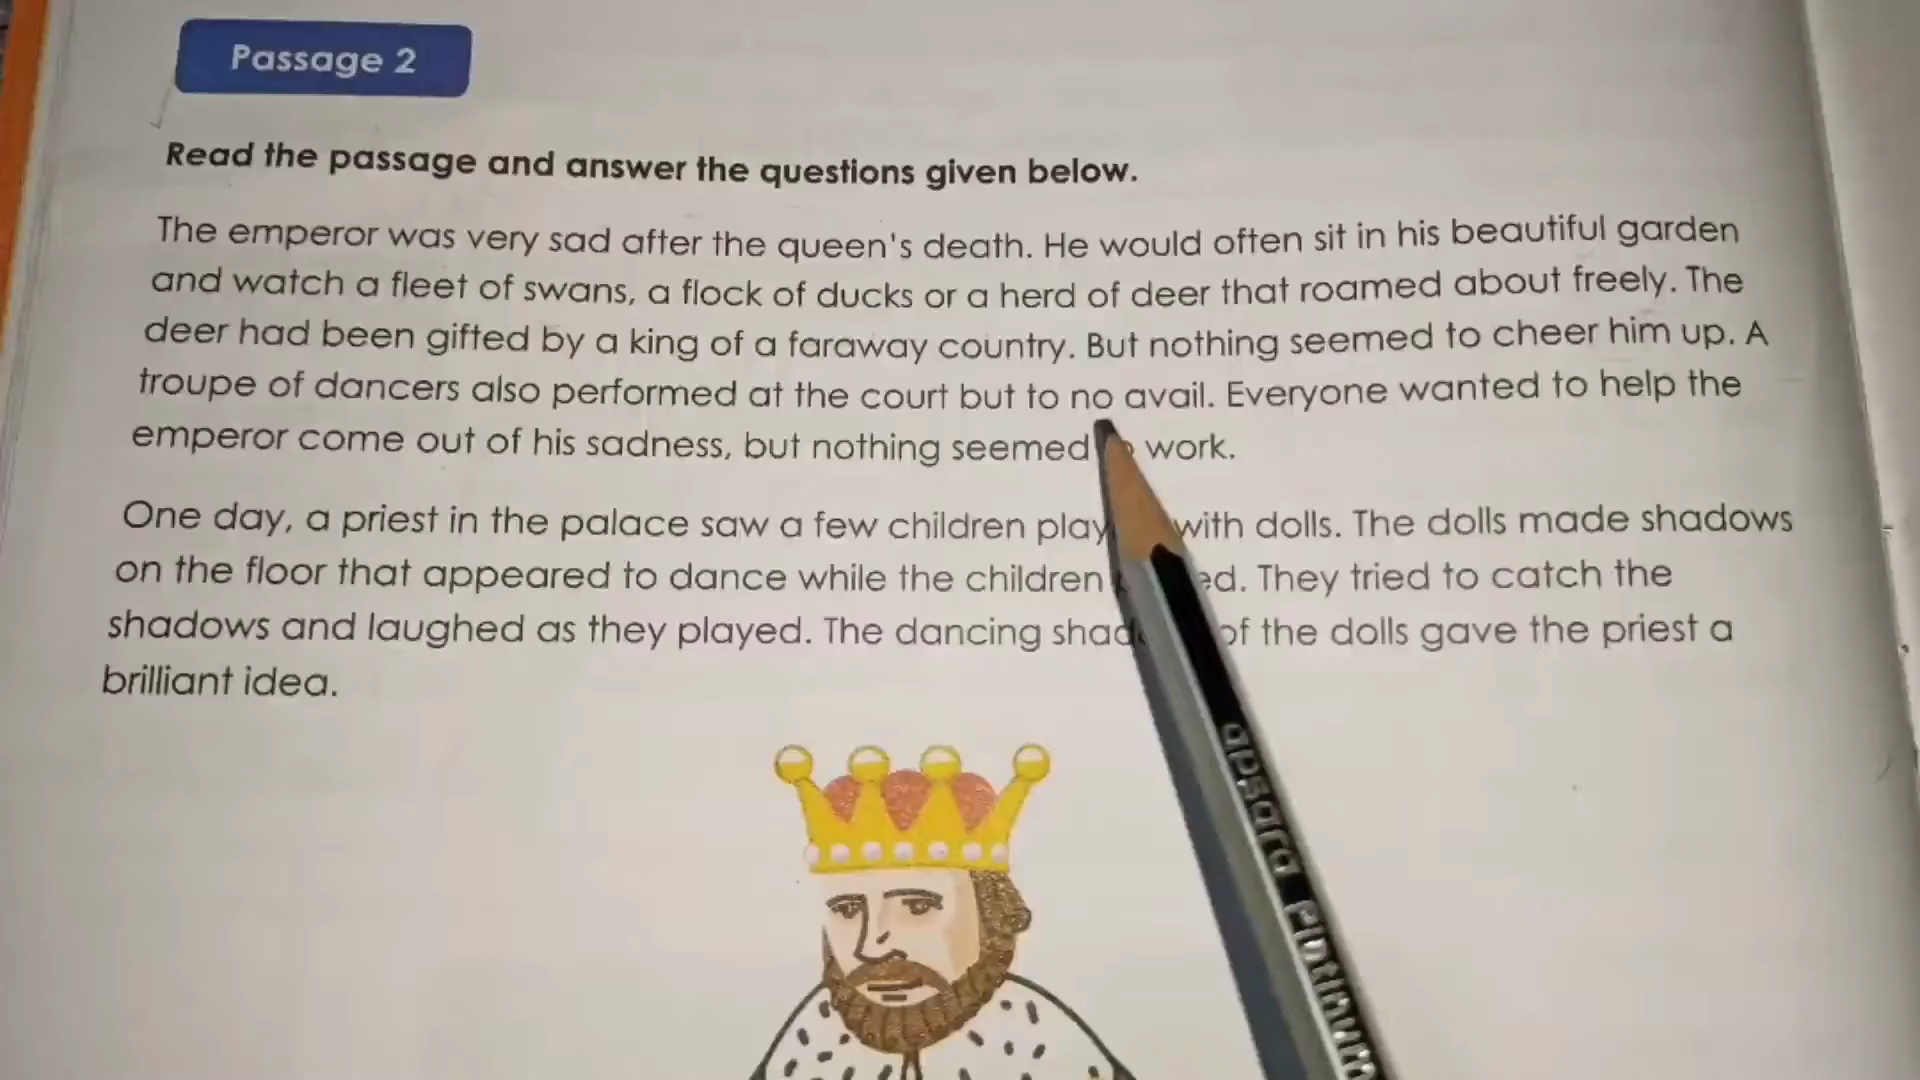 Passage 2
Read the passage and answer the questions given below.
The emperor was very sad after the queen's death. He would often sit in his beautiful garden
and watch a fleet of swans, a flock of ducks or a herd of deer that roamed about freely. The
deer had been gifted by a king of a faraway country. But nothing seemed to cheer him up. A
troupe of dancers also performed at the court but to no avail. Everyone wanted to help the
emperor come out of his sadness, but nothing seemed work.
One day, a priest in the palace saw a few children with dolls. The dolls made shadows
on the floor that appeared to dance while the children They tried to catch the
shadows and laughed as they played. The dancing of the dolls gave the priest a
brilliant idea.
apsara Platinum